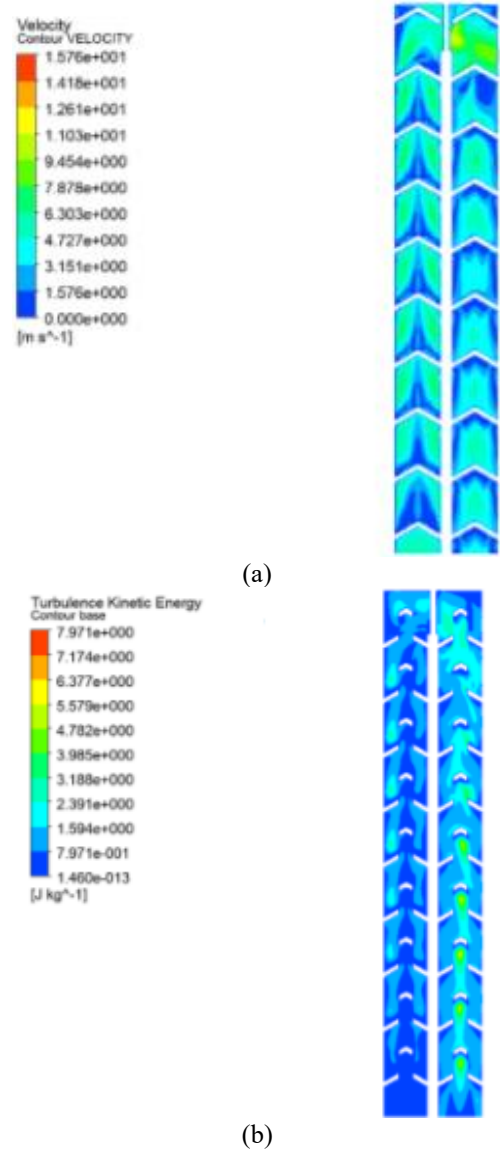 Velocity
Contour VELOCITY
1.576e+001
1.418e+001
1.261e+001
1.103e+001
9.454e+000
7.878e+000
6.303e+000
4.727e+000
3.151e+000
1.576e+000
0.000e+000
[m s^-1]
(a)
Turbulence Kinetic Energy
Contour base
7.971e+000
7.174e+000
6.377e+000
5.579e+000
4.782e+000
3.985e+000
3.188e+000
2.391e+000
1.594e+000
7.971e-001
1.460e-013
[J kg^-1]
(b)